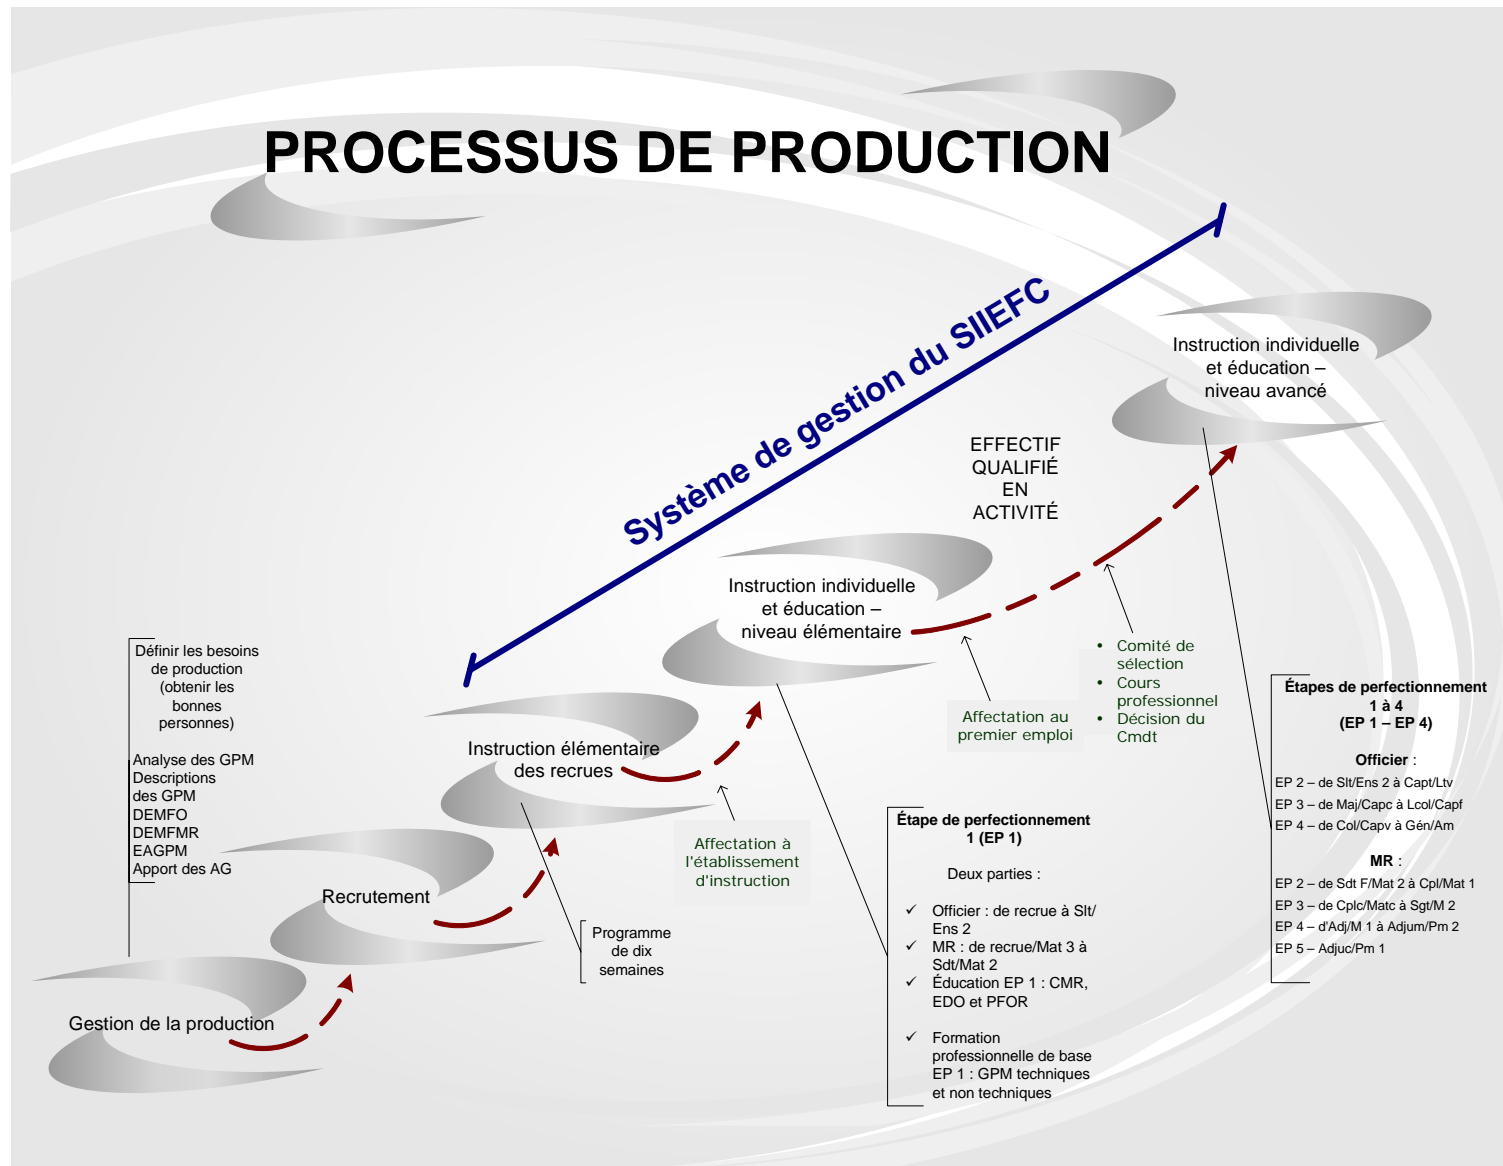 PROCESSUS DE PRODUCTION
Système de gestion du SIIEFC
Instruction individuelle
et éducation –
niveau avancé
EFFECTIF
QUALIFIÉ
EN
ACTIVITÉ
Instruction individuelle
et éducation –
niveau élémentaire
Définir les besoins
de production
(obtenir les
bonnes
personnes)
Analyse des GPM
Descriptions
des GPM
DEMFO
DEMFMR
EAGPM
Apport des AG
Instruction élémentaire
des recrues
Recrutement
Gestion de la production
Programme
de dix
semaines
Affectation à
l'établissement
d'instruction
Affectation au
premier emploi
• Comité de
sélection
• Cours
professionnel
• Décision du
Cmdt
Étape de perfectionnement
1 (EP 1)
Deux parties :
✓ Officier : de recrue à Slt/
Ens 2
✓ MR : de recrue/Mat 3 à
Sdt/Mat 2
✓ Éducation EP 1 : CMR,
EDO et PFOR
✓ Formation
professionnelle de base
EP 1 : GPM techniques
et non techniques
Étapes de perfectionnement
1 à 4
(EP 1 – EP 4)
Officier :
EP 2 – de Slt/Ens 2 à Capt/Ltv
EP 3 – de Maj/Capc à Lcol/Capf
EP 4 – de Col/Capv à Gén/Am
MR :
EP 2 – de Sdt F/Mat 2 à Cpl/Mat 1
EP 3 – de Cplc/Matc à Sgt/M 2
EP 4 – d'Adj/M 1 à Adjum/Pm 2
EP 5 – Adjuc/Pm 1